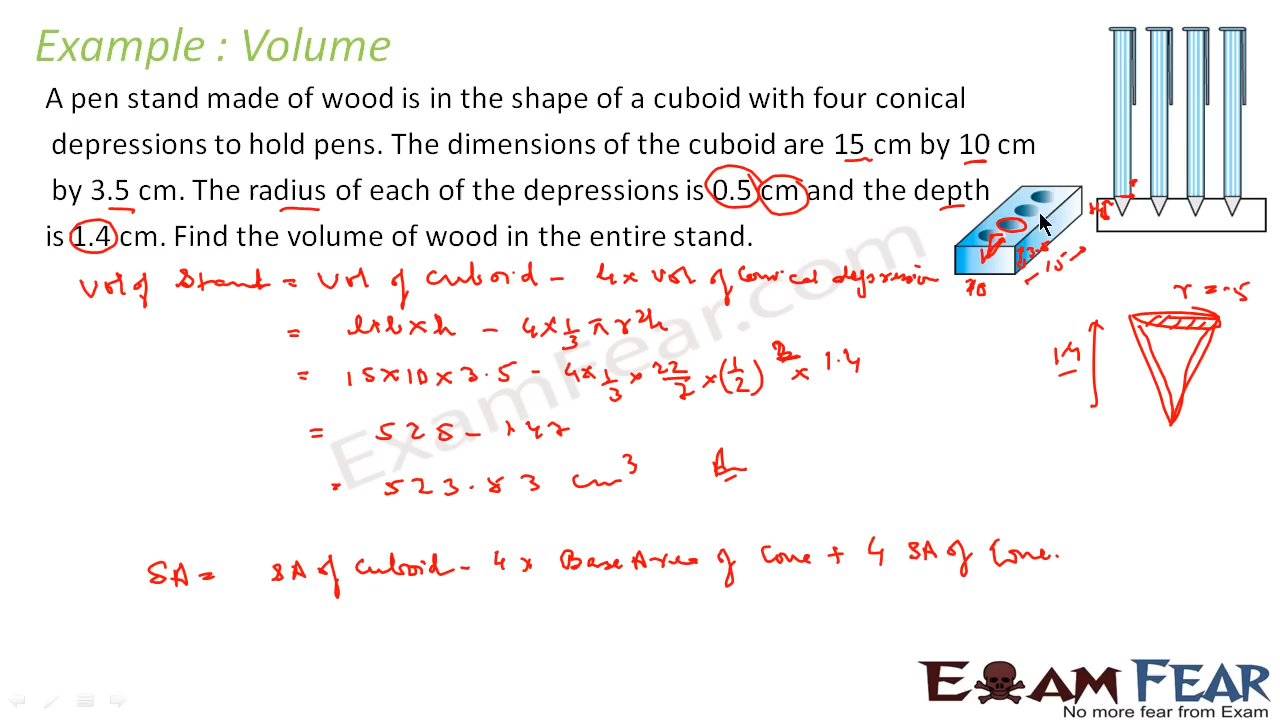 Example : Volume
A pen stand made of wood is in the shape of a cuboid with four conical
depressions to hold pens. The dimensions of the cuboid are 15 cm by 10 cm
by 3.5 cm. The radius of each of the depressions is 0.5 cm and the depth
is 1.4 cm. Find the volume of wood in the entire stand.
Vol of Stand = Vol of cuboid - 4 x Vol of Conical depression
= l x b x h - 4 x 1/3 π r²h
= 15 x 10 x 3.5 - 4 x 1/3 x 22/7 x (1/2)² x 1.4
= 525 - 1.47
= 523.53 cm³ A
SA = SA of Cuboid - 4 x Base Area of Cone + 4 SA of Cone.
3.5
15
10
r = .5
1.4
ExamFear.com
EXAM FEAR
No more fear from Exam